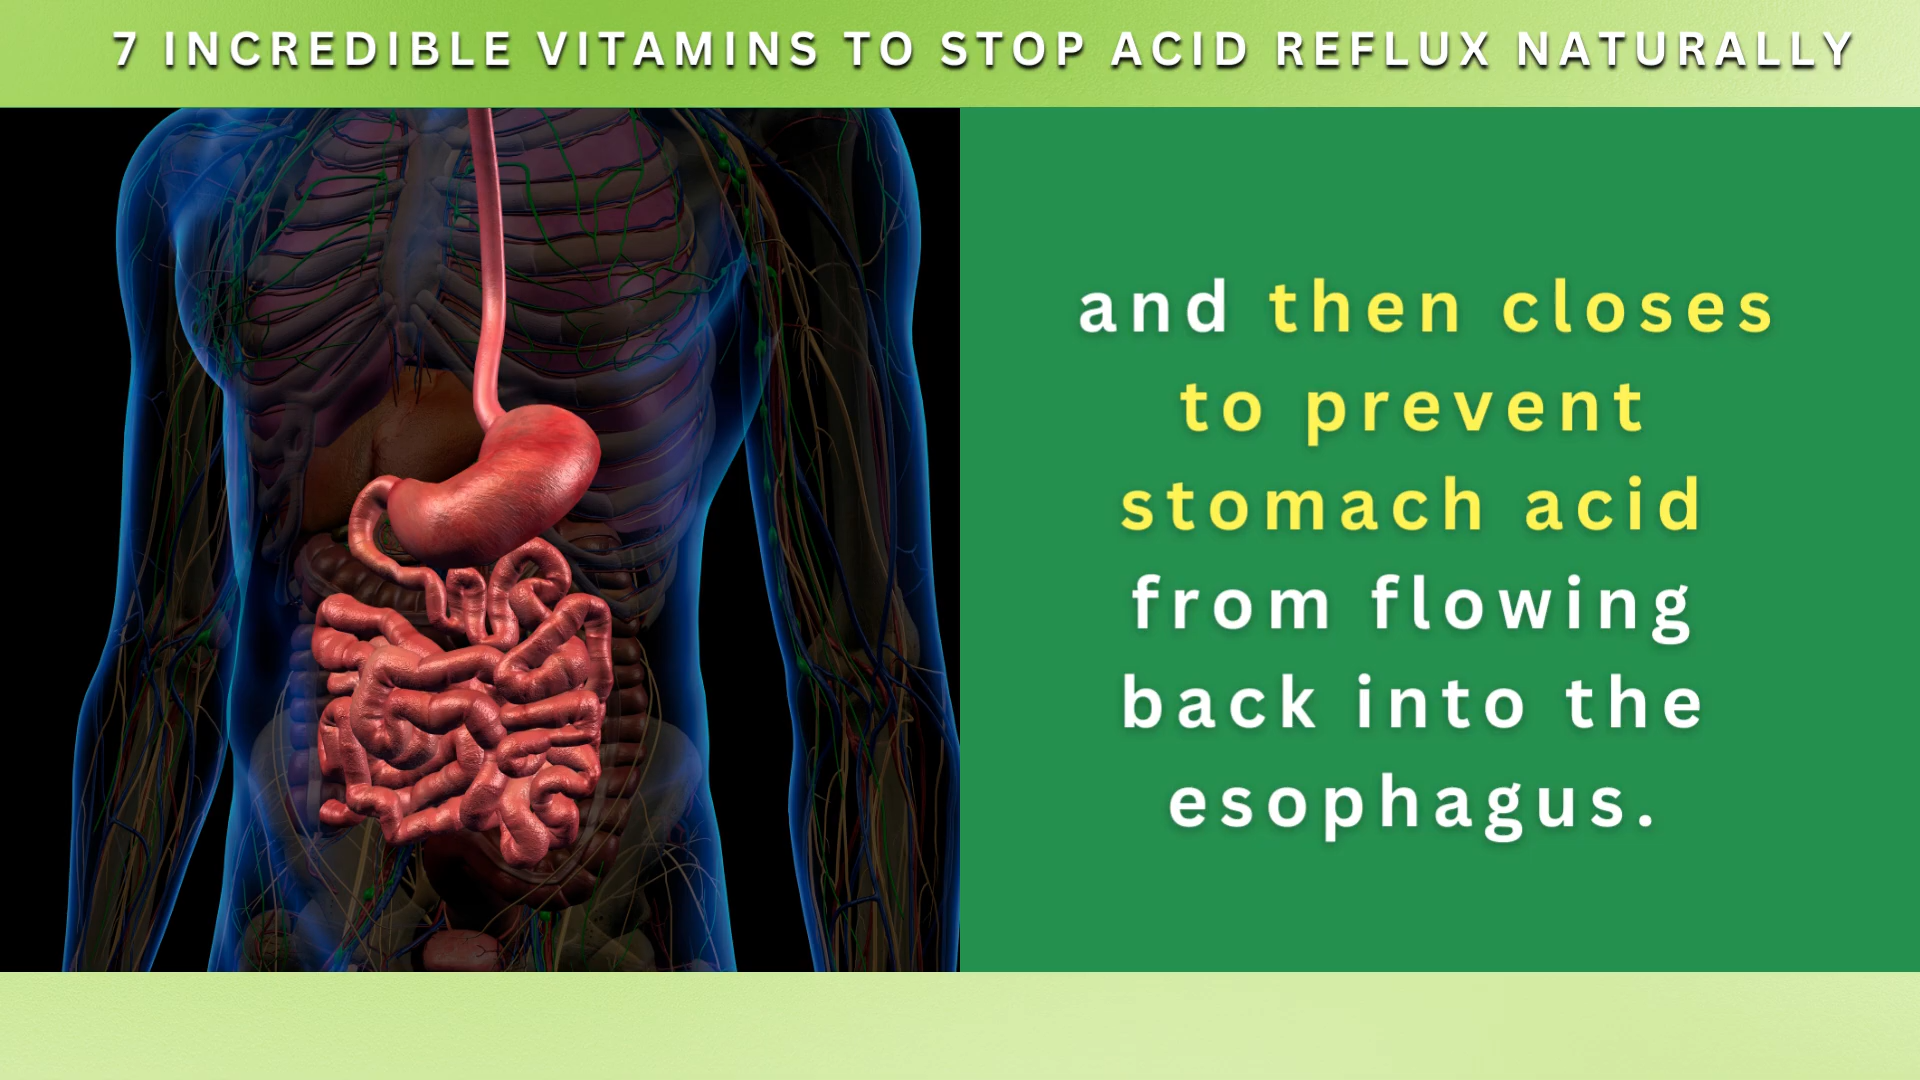 7 INCREDIBLE VITAMINS TO STOP ACID REFLUX NATURALLY
and then closes
to prevent
stomach acid
from flowing
back into the
esophagus.